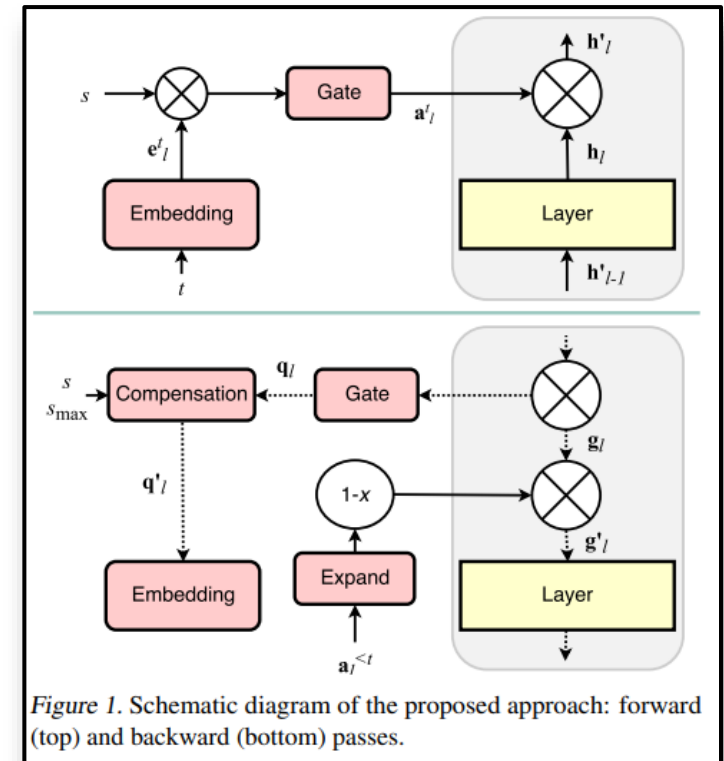 h'l
s
Gate
a^t_l
e^t_l
h_l
Embedding
Layer
t
h'_{l-1}
s
s_max
Compensation
q_l
Gate
g_l
q'_l
1-x
g'_l
Embedding
Expand
Layer
a_l^{<t}
Figure 1. Schematic diagram of the proposed approach: forward
(top) and backward (bottom) passes.